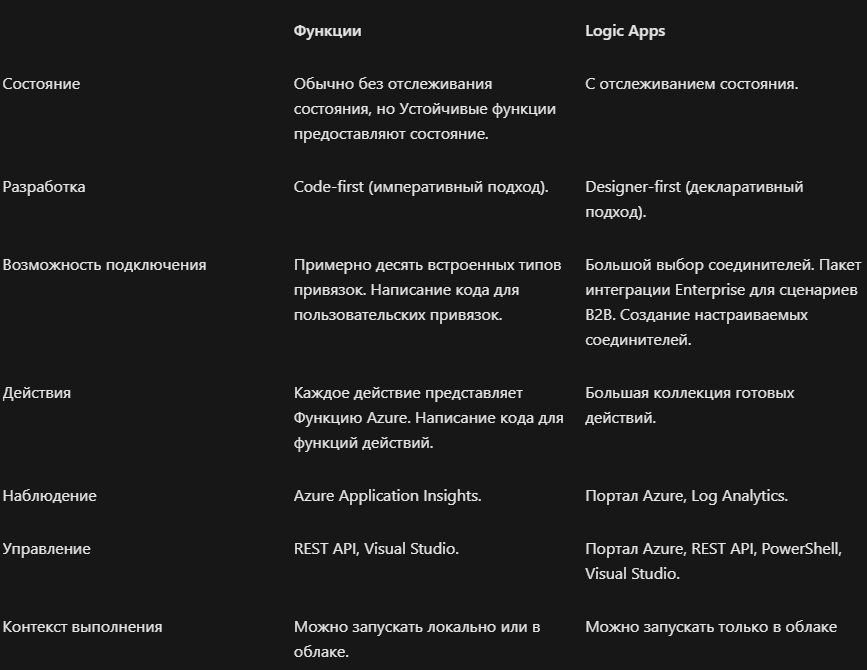 Функции
Logic Apps
Состояние
Обычно без отслеживания
состояния, но Устойчивые функции
предоставляют состояние.
С отслеживанием состояния.
Разработка
Code-first (императивный подход).
Designer-first (декларативный
подход).
Возможность подключения
Примерно десять встроенных типов
привязок. Написание кода для
пользовательских привязок.
Большой выбор соединителей. Пакет
интеграции Enterprise для сценариев
B2B. Создание настраиваемых
соединителей.
Действия
Каждое действие представляет
Функцию Azure. Написание кода для
функций действий.
Большая коллекция готовых
действий.
Наблюдение
Azure Application Insights.
Портал Azure, Log Analytics.
Управление
REST API, Visual Studio.
Портал Azure, REST API, PowerShell,
Visual Studio.
Контекст выполнения
Можно запускать локально или в
облаке.
Можно запускать только в облаке